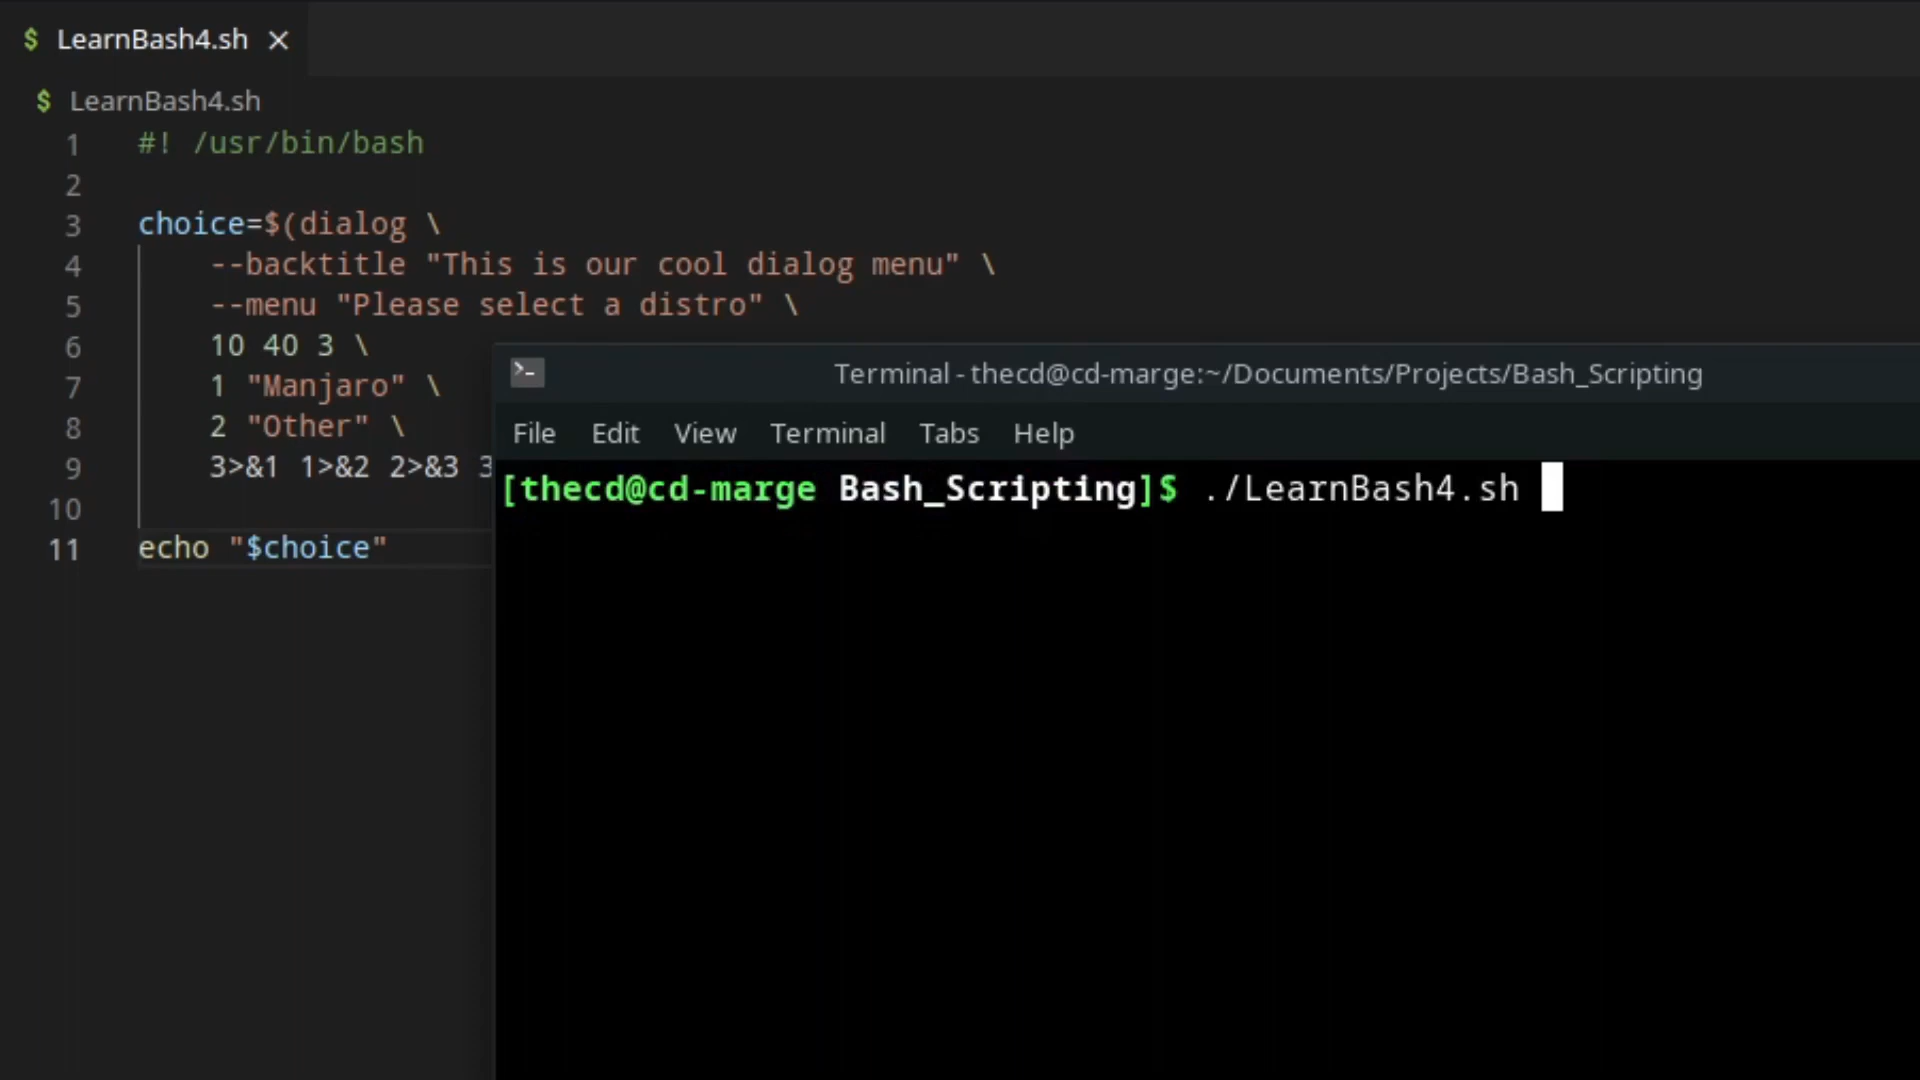 $ LearnBash4.sh ×
$ LearnBash4.sh
1 #! /usr/bin/bash
2
3 choice=$(dialog \
4 --backtitle "This is our cool dialog menu" \
5 --menu "Please select a distro" \
6 10 40 3 \
7 1 "Manjaro" \
8 2 "Other" \
9 3>&1 1>&2 2>&3 3
10
11 echo "$choice"
Terminal - thecd@cd-marge:~/Documents/Projects/Bash_Scripting
File Edit View Terminal Tabs Help
[thecd@cd-marge Bash_Scripting]$ ./LearnBash4.sh